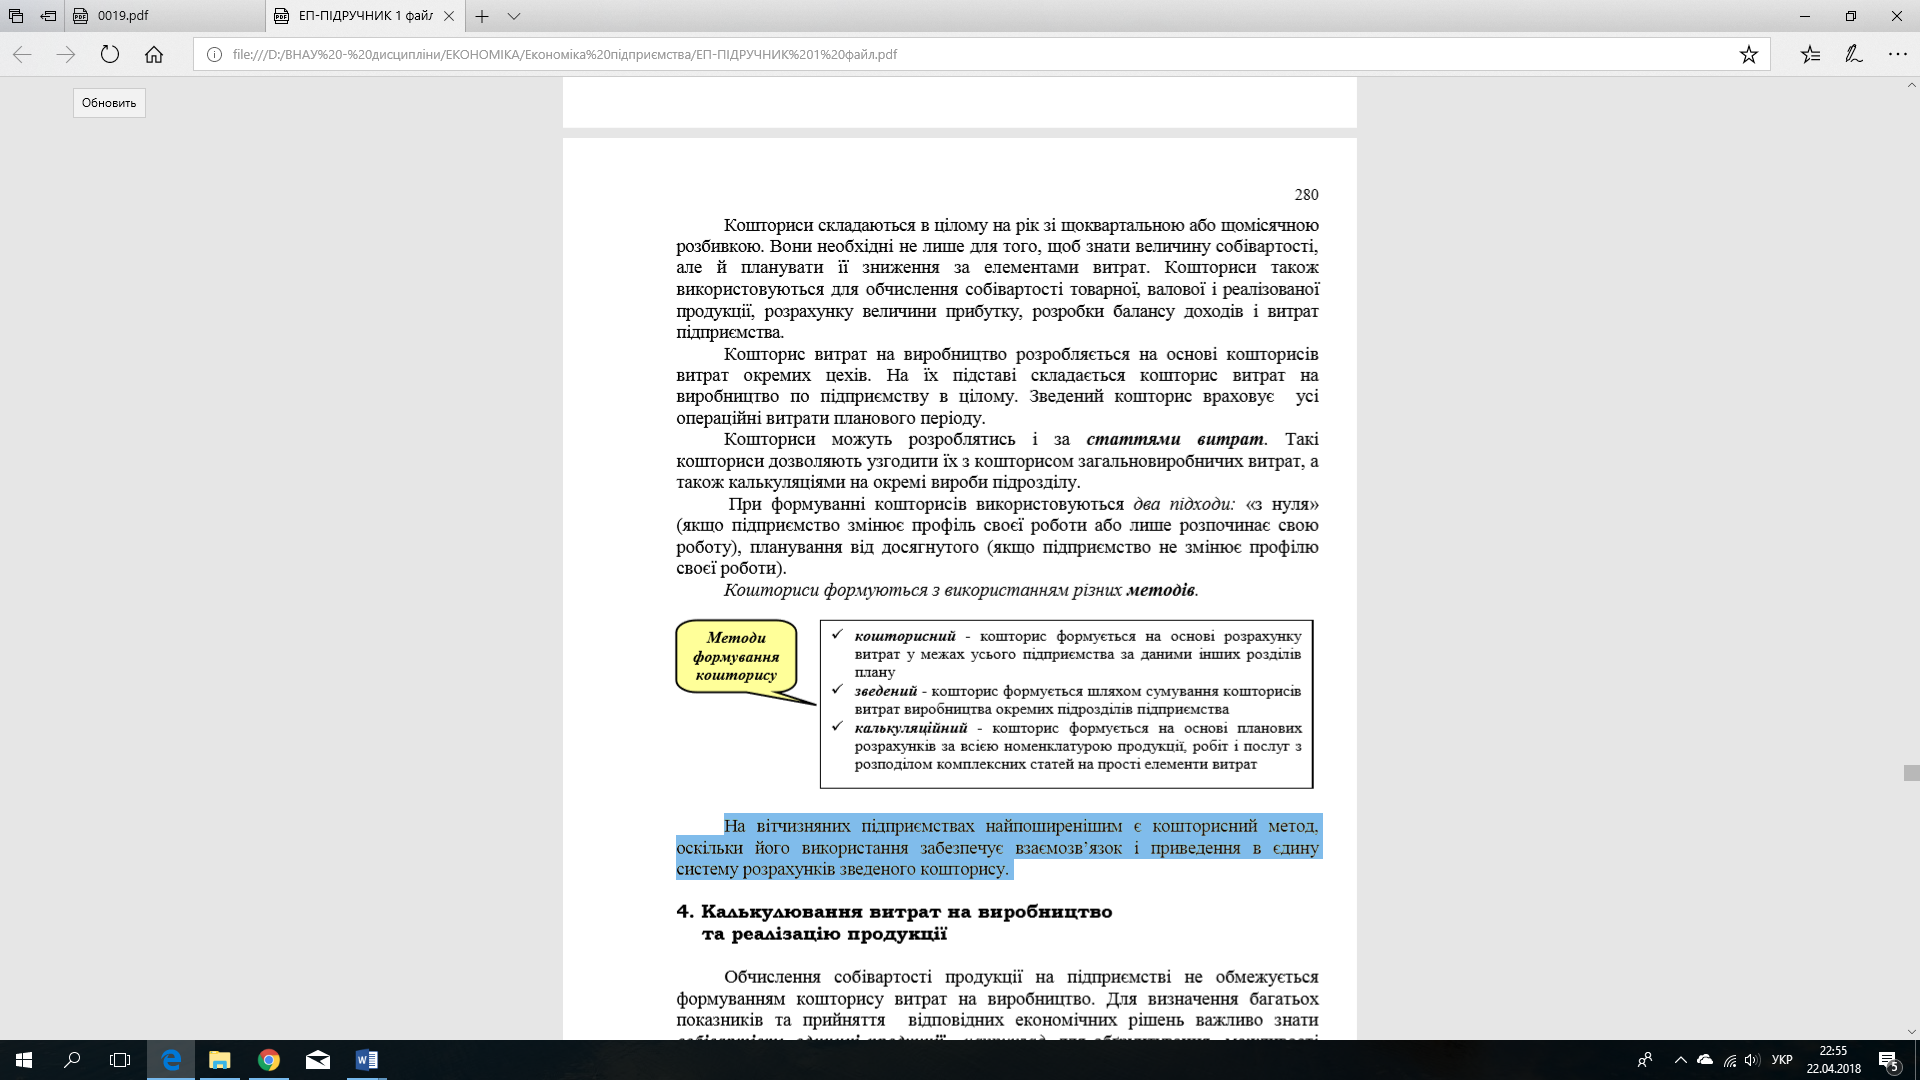 0019.pdf
ЕП-ПІДРУЧНИК 1 файл
file:///D:/ВНАУ%20-%20дисципліни/ЕКОНОМІКА/Економіка%20підприємства/ЕП-ПІДРУЧНИК%201%20файл.pdf
Обновить
280
Кошториси складаються в цілому на рік зі щоквартальною або щомісячною
розбивкою. Вони необхідні не лише для того, щоб знати величину собівартості,
але й планувати її зниження за елементами витрат. Кошториси також
використовуються для обчислення собівартості товарної, валової і реалізованої
продукції, розрахунку величини прибутку, розробки балансу доходів і витрат
підприємства.
Кошторис витрат на виробництво розробляється на основі кошторисів
витрат окремих цехів. На їх підставі складається кошторис витрат на
виробництво по підприємству в цілому. Зведений кошторис враховує усі
операційні витрати планового періоду.
Кошториси можуть розроблятись і за статтями витрат. Такі
кошториси дозволяють узгодити їх з кошторисом загальновиробничих витрат, а
також калькуляціями на окремі вироби підрозділу.
При формуванні кошторисів використовуються два підходи: «з нуля»
(якщо підприємство змінює профіль своєї роботи або лише розпочинає свою
роботу), планування від досягнутого (якщо підприємство не змінює профілю
своєї роботи).
Кошториси формуються з використанням різних методів.
Методи
формування
кошторису
✓ кошторисний - кошторис формується на основі розрахунку
витрат у межах усього підприємства за даними інших розділів
плану
✓ зведений - кошторис формується шляхом сумування кошторисів
витрат виробництва окремих підрозділів підприємства
✓ калькуляційний - кошторис формується на основі планових
розрахунків за всією номенклатурою продукції, робіт і послуг з
розподілом комплексних статей на прості елементи витрат
На вітчизняних підприємствах найпоширенішим є кошторисний метод,
оскільки його використання забезпечує взаємозв’язок і приведення в єдину
систему розрахунків зведеного кошторису.
4. Калькулювання витрат на виробництво
та реалізацію продукції
Обчислення собівартості продукції на підприємстві не обмежується
формуванням кошторису витрат на виробництво. Для визначення багатьох
показників та прийняття відповідних економічних рішень важливо знати
УКР
22:55
22.04.2018
5